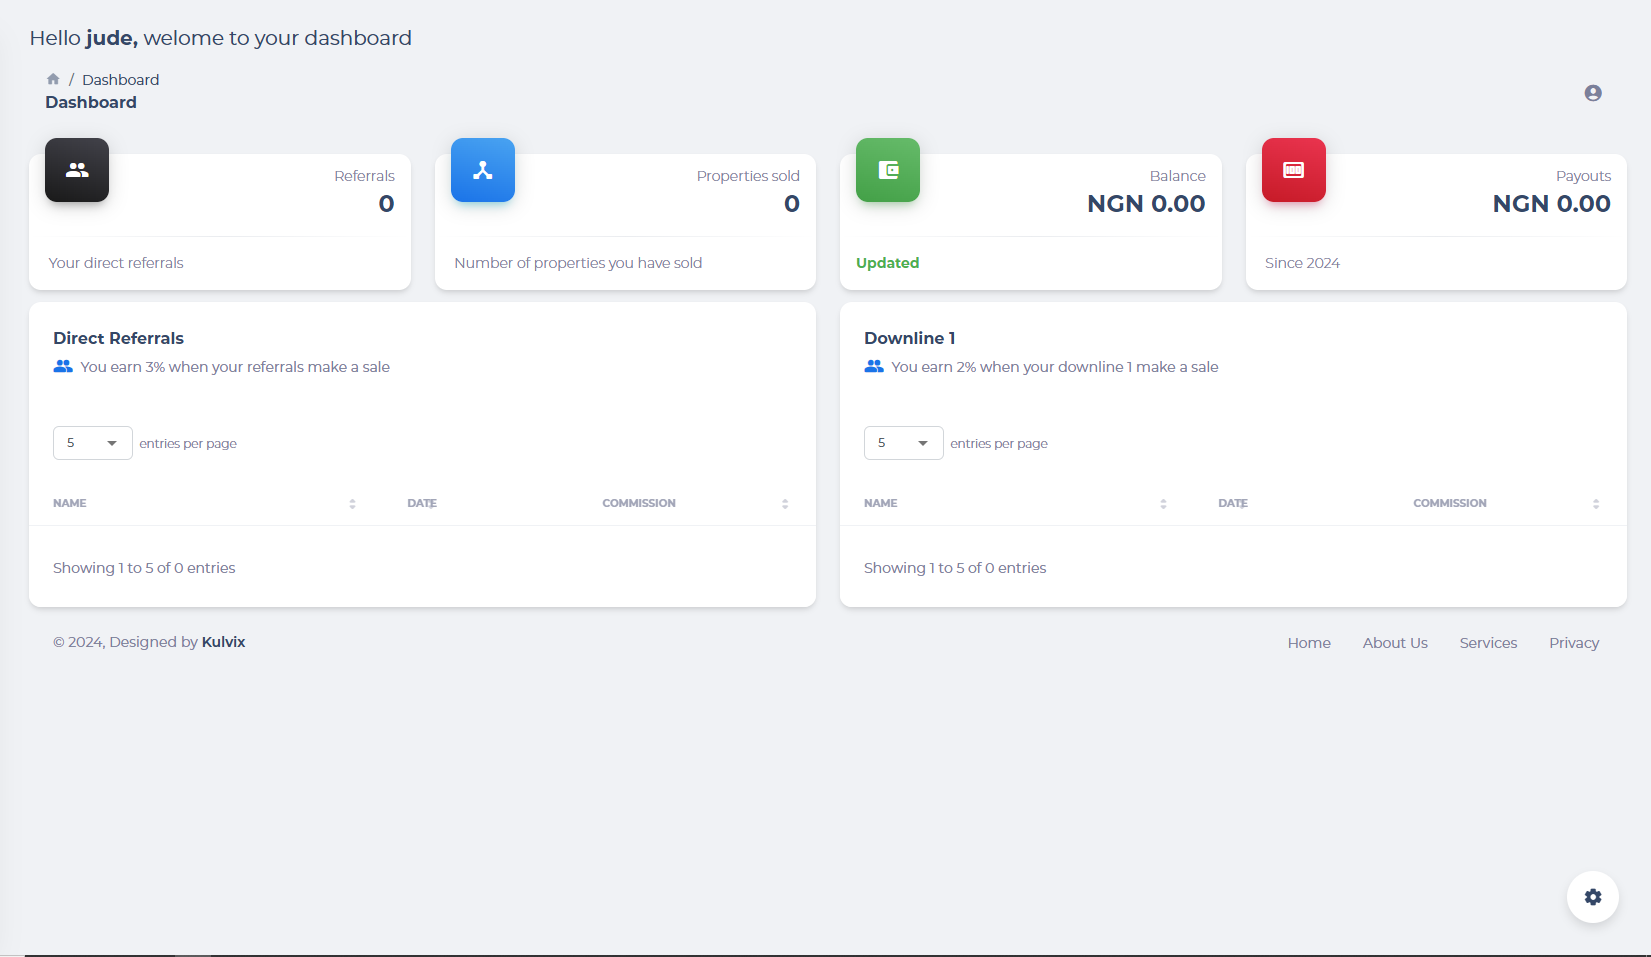 Hello jude, welome to your dashboard
/ Dashboard
Dashboard
Referrals
0
Your direct referrals
Properties sold
0
Number of properties you have sold
Balance
NGN 0.00
Updated
Payouts
NGN 0.00
Since 2024
Direct Referrals
You earn 3% when your referrals make a sale
5 entries per page
NAME DATE COMMISSION
Showing 1 to 5 of 0 entries
Downline 1
You earn 2% when your downline 1 make a sale
5 entries per page
NAME DATE COMMISSION
Showing 1 to 5 of 0 entries
© 2024, Designed by Kulvix
Home About Us Services Privacy